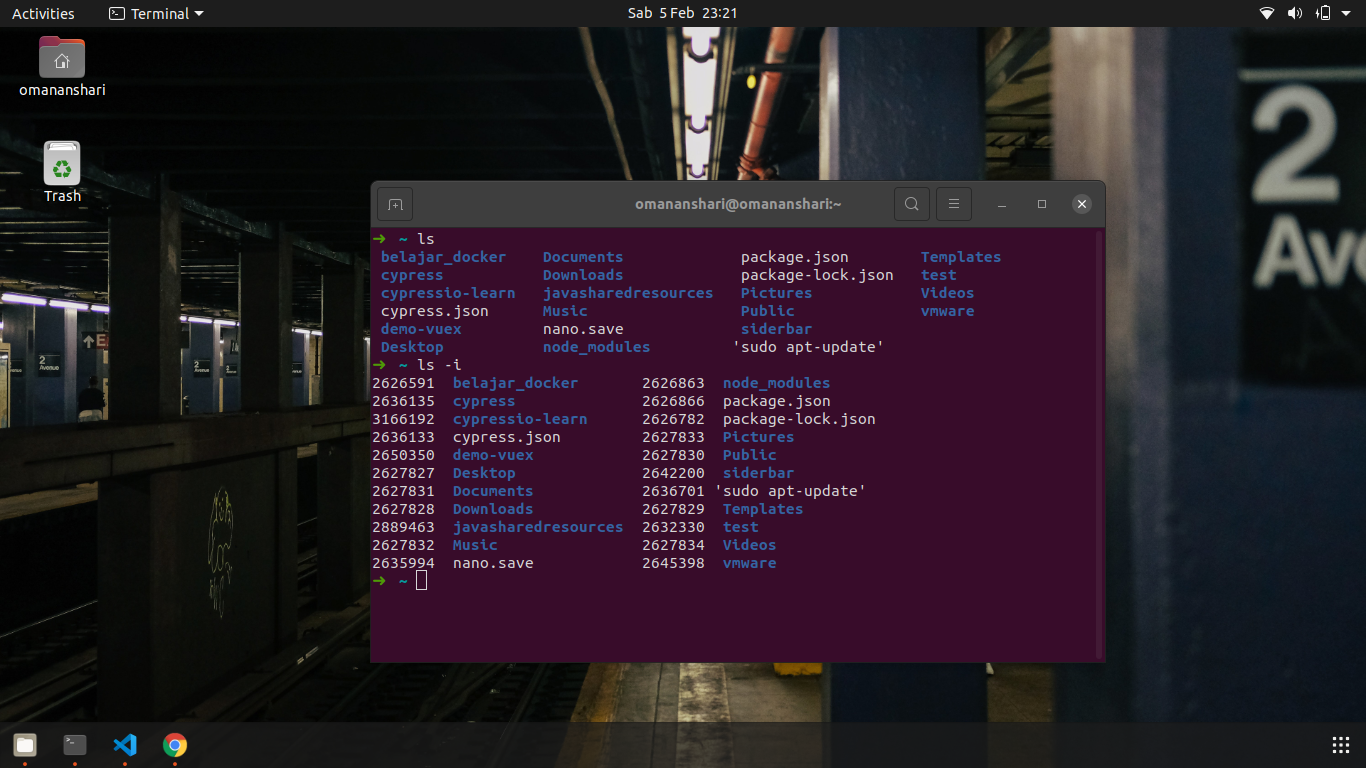 Activities Terminal Sab 5 Feb 23:21
omananshari
Trash
2
Avenue
2
Avenue
2
Ave
omananshari@omananshari:~
➜ ~ ls
belajar_docker Documents package.json Templates
cypress Downloads package-lock.json test
cypressio-learn javasharedresources Pictures Videos
cypress.json Music Public vmware
demo-vuex nano.save siderbar
Desktop node_modules 'sudo apt-update'
➜ ~ ls -i
2626591 belajar_docker 2626863 node_modules
2636135 cypress 2626866 package.json
3166192 cypressio-learn 2626782 package-lock.json
2636133 cypress.json 2627833 Pictures
2650350 demo-vuex 2627830 Public
2627827 Desktop 2642200 siderbar
2627831 Documents 2636701 'sudo apt-update'
2627828 Downloads 2627829 Templates
2889463 javasharedresources 2632330 test
2627832 Music 2627834 Videos
2635994 nano.save 2645398 vmware
➜ ~